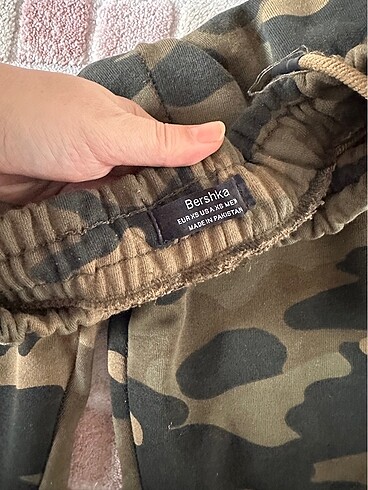 Bershka
EUR XS USA XS MEX
MADE IN PAKISTAN